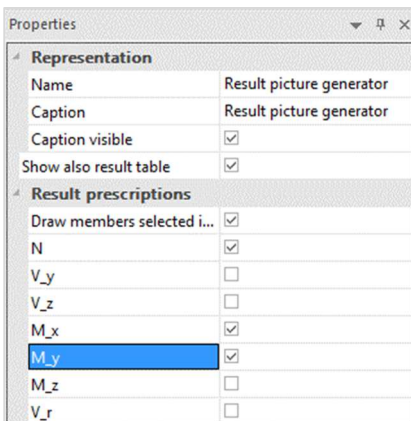 Properties
Representation
Name Result picture generator
Caption Result picture generator
Caption visible
Show also result table
Result prescriptions
Draw members selected i...
N
V_y
V_z
M_x
M_y
M_z
V_r